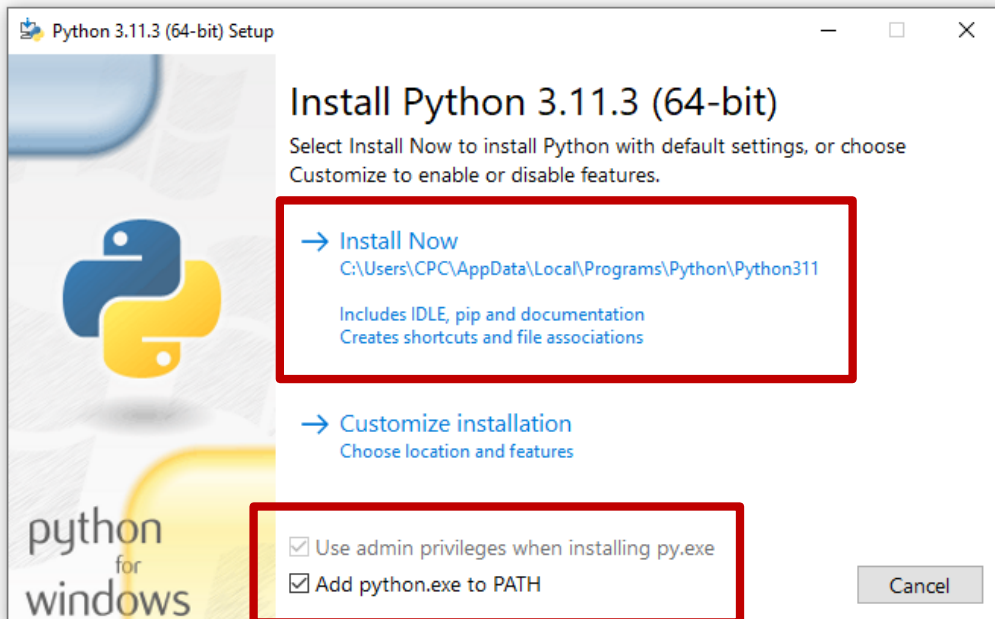 Python 3.11.3 (64-bit) Setup
Install Python 3.11.3 (64-bit)
Select Install Now to install Python with default settings, or choose
Customize to enable or disable features.
Install Now
C:\Users\CPC\AppData\Local\Programs\Python\Python311
Includes IDLE, pip and documentation
Creates shortcuts and file associations
Customize installation
Choose location and features
python
for
windows
Use admin privileges when installing py.exe
Add python.exe to PATH
Cancel